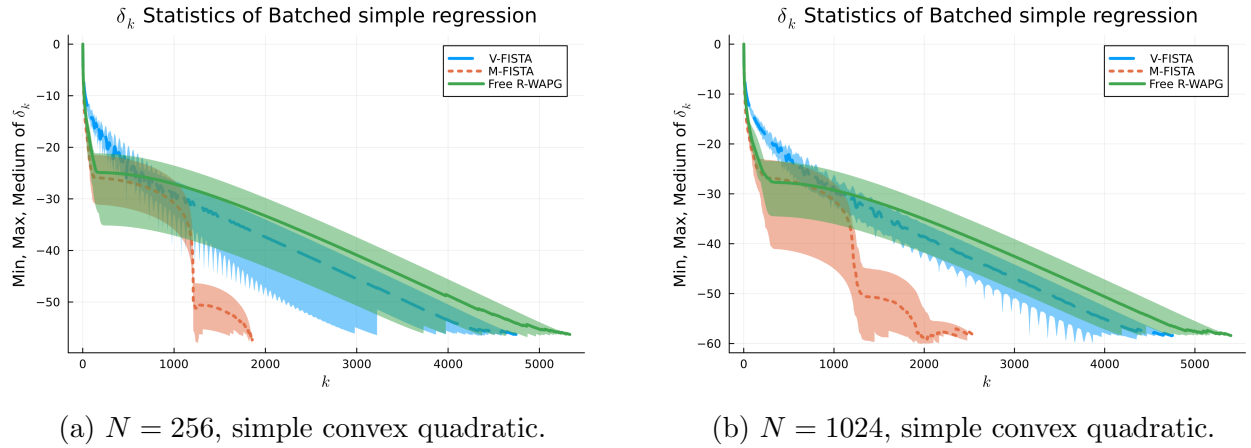 δ_k Statistics of Batched simple regression
Min, Max, Medium of δ_k
0
−10
−20
−30
−40
−50
V-FISTA
M-FISTA
Free R-WAPG
0 1000 2000 3000 4000 5000
k
(a) N = 256, simple convex quadratic.
δ_k Statistics of Batched simple regression
Min, Max, Medium of δ_k
0
−10
−20
−30
−40
−50
−60
V-FISTA
M-FISTA
Free R-WAPG
0 1000 2000 3000 4000 5000
k
(b) N = 1024, simple convex quadratic.